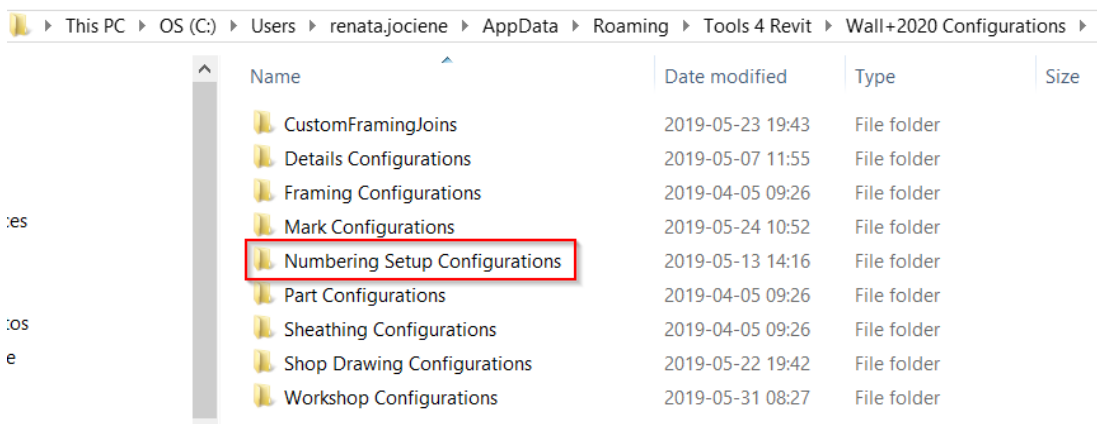 This PC OS (C:) Users renata.jociene AppData Roaming Tools 4 Revit Wall+2020 Configurations
Name Date modified Type Size
CustomFramingJoins 2019-05-23 19:43 File folder
Details Configurations 2019-05-07 11:55 File folder
Framing Configurations 2019-04-05 09:26 File folder
ces Mark Configurations 2019-05-24 10:52 File folder
Numbering Setup Configurations 2019-05-13 14:16 File folder
Part Configurations 2019-04-05 09:26 File folder
tos Sheathing Configurations 2019-04-05 09:26 File folder
e Shop Drawing Configurations 2019-05-22 19:42 File folder
Workshop Configurations 2019-05-31 08:27 File folder